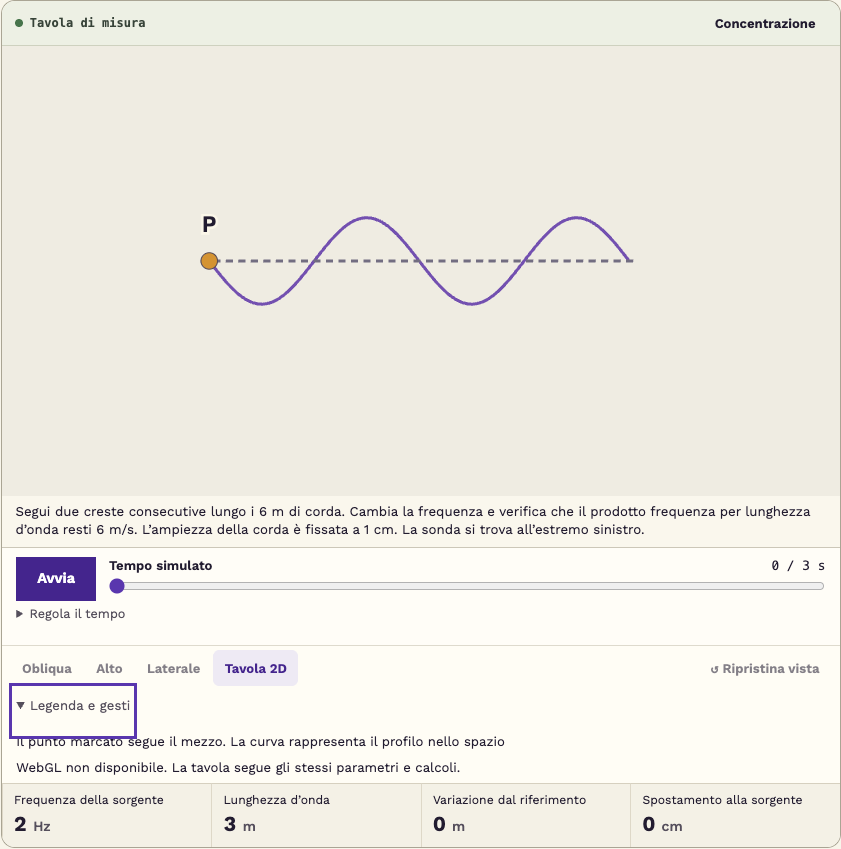 Tavola di misura
Concentrazione
P
Segui due creste consecutive lungo i 6 m di corda. Cambia la frequenza e verifica che il prodotto frequenza per lunghezza
d’onda resti 6 m/s. L’ampiezza della corda è fissata a 1 cm. La sonda si trova all’estremo sinistro.
Avvia
Tempo simulato
0 / 3 s
▶ Regola il tempo
Obliqua
Alto
Laterale
Tavola 2D
↺ Ripristina vista
▼ Legenda e gesti
Il punto marcato segue il mezzo. La curva rappresenta il profilo nello spazio
WebGL non disponibile. La tavola segue gli stessi parametri e calcoli.
Frequenza della sorgente
2 Hz
Lunghezza d’onda
3 m
Variazione dal riferimento
0 m
Spostamento alla sorgente
0 cm